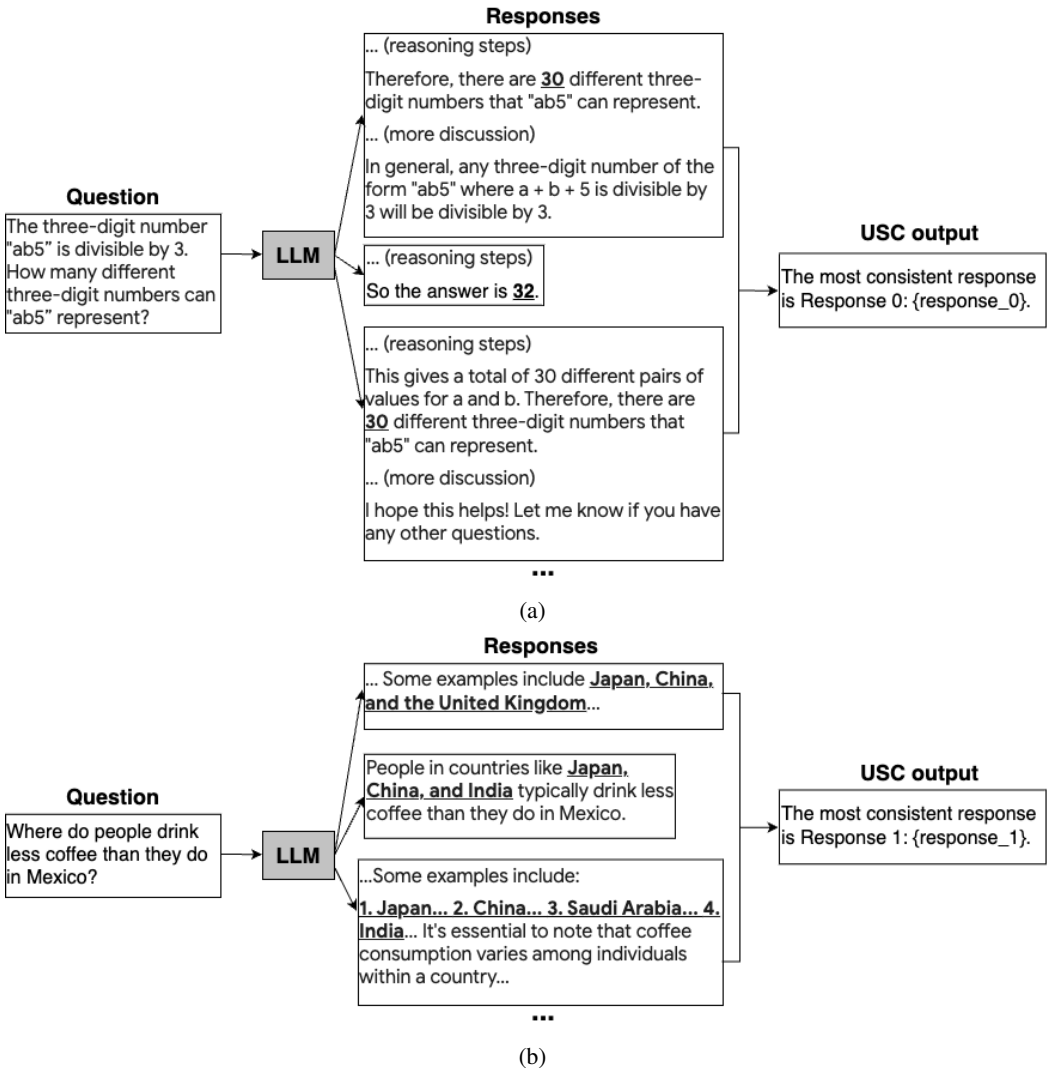 Responses
... (reasoning steps)
Therefore, there are 30 different three-
digit numbers that "ab5" can represent.
... (more discussion)
In general, any three-digit number of the
form "ab5" where a + b + 5 is divisible by
3 will be divisible by 3.
Question
The three-digit number
"ab5” is divisible by 3.
How many different
three-digit numbers can
"ab5” represent?
LLM
... (reasoning steps)
So the answer is 32.
... (reasoning steps)
This gives a total of 30 different pairs of
values for a and b. Therefore, there are
30 different three-digit numbers that
"ab5" can represent.
... (more discussion)
I hope this helps! Let me know if you have
any other questions.
...
USC output
The most consistent response
is Response 0: {response_0}.
(a)
Responses
... Some examples include Japan, China,
and the United Kingdom...
Question
Where do people drink
less coffee than they do
in Mexico?
LLM
People in countries like Japan,
China, and India typically drink less
coffee than they do in Mexico.
...Some examples include:
1. Japan... 2. China... 3. Saudi Arabia... 4.
India... It's essential to note that coffee
consumption varies among individuals
within a country...
...
USC output
The most consistent response
is Response 1: {response_1}.
(b)